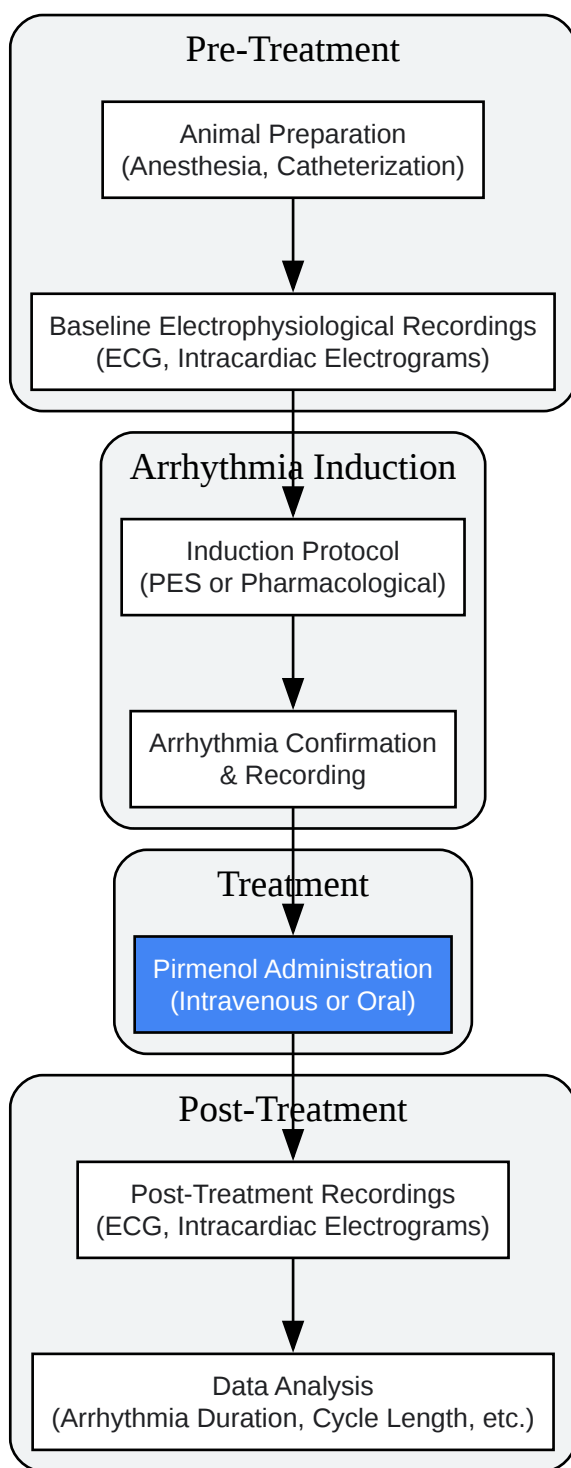 Pre-Treatment
Animal Preparation
(Anesthesia, Catheterization)
Baseline Electrophysiological Recordings
(ECG, Intracardiac Electrograms)
Arrhythmia Induction
Induction Protocol
(PES or Pharmacological)
Arrhythmia Confirmation
& Recording
Treatment
Pirmenol Administration
(Intravenous or Oral)
Post-Treatment
Post-Treatment Recordings
(ECG, Intracardiac Electrograms)
Data Analysis
(Arrhythmia Duration, Cycle Length, etc.)